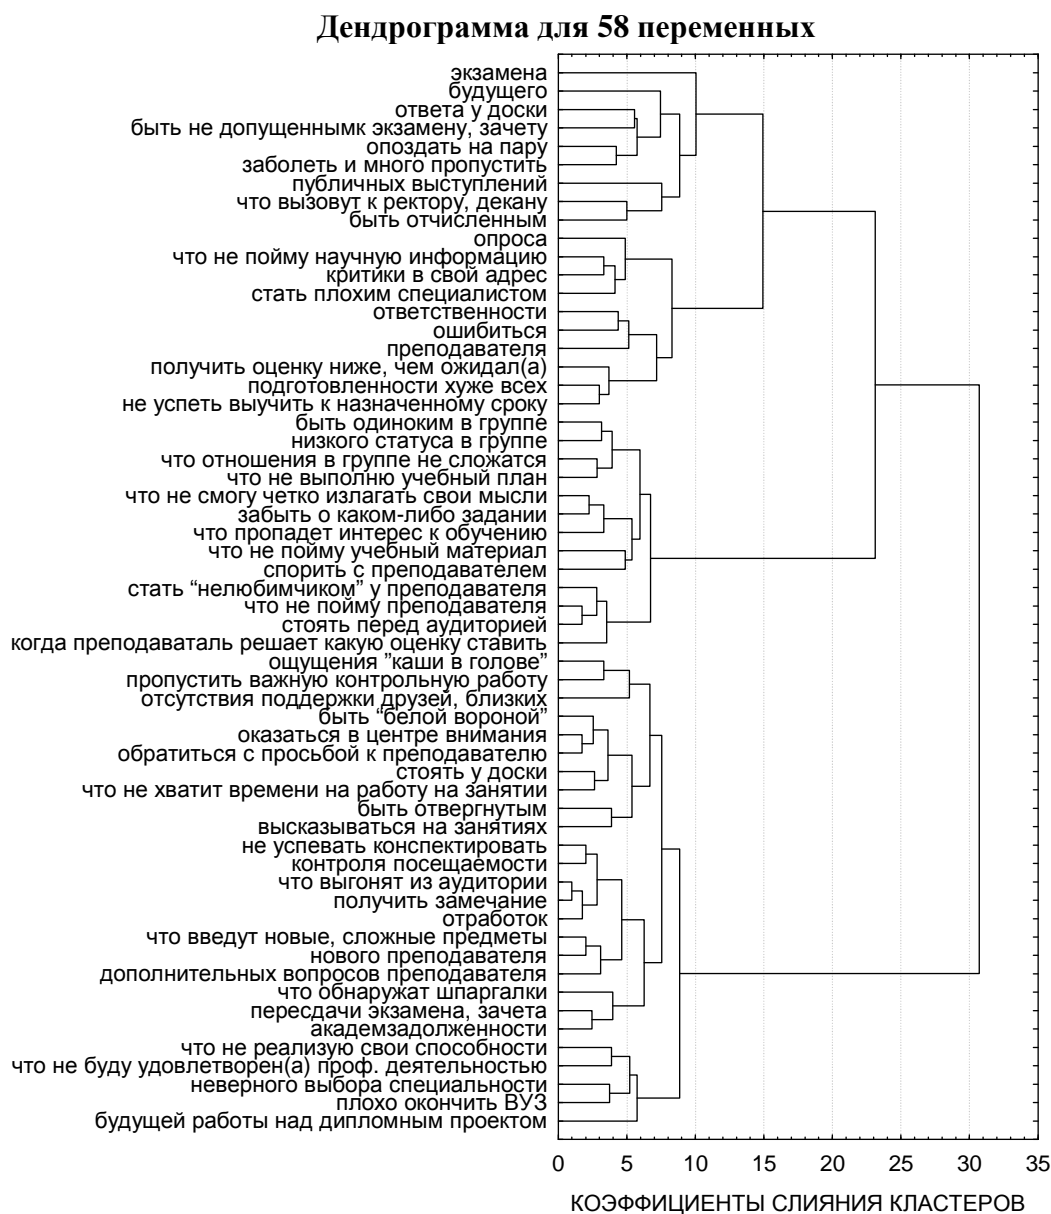 Дендрограмма для 58 переменных
экзамена
будущего
ответа у доски
быть не допущеннымк экзамену, зачету
опоздать на пару
заболеть и много пропустить
публичных выступлений
что вызовут к ректору, декану
быть отчисленным
опроса
что не пойму научную информацию
критики в свой адрес
стать плохим специалистом
ответственности
ошибиться
преподавателя
получить оценку ниже, чем ожидал(а)
подготовленности хуже всех
не успеть выучить к назначенному сроку
быть одиноким в группе
низкого статуса в группе
что отношения в группе не сложатся
что не выполню учебный план
что не смогу четко излагать свои мысли
забыть о каком-либо задании
что пропадет интерес к обучению
что не пойму учебный материал
спорить с преподавателем
стать “нелюбимчиком” у преподавателя
что не пойму преподавателя
стоять перед аудиторией
когда преподаваталь решает какую оценку ставить
ощущения ”каши в голове”
пропустить важную контрольную работу
отсутствия поддержки друзей, близких
быть “белой вороной”
оказаться в центре внимания
обратиться с просьбой к преподавателю
стоять у доски
что не хватит времени на работу на занятии
быть отвергнутым
высказываться на занятиях
не успевать конспектировать
контроля посещаемости
что выгонят из аудитории
получить замечание
отработок
что введут новые, сложные предметы
нового преподавателя
дополнительных вопросов преподавателя
что обнаружат шпаргалки
пересдачи экзамена, зачета
академзадолженности
что не реализую свои способности
что не буду удовлетворен(а) проф. деятельностью
неверного выбора специальности
плохо окончить ВУЗ
будущей работы над дипломным проектом
0 5 10 15 20 25 30 35
КОЭФФИЦИЕНТЫ СЛИЯНИЯ КЛАСТЕРОВ